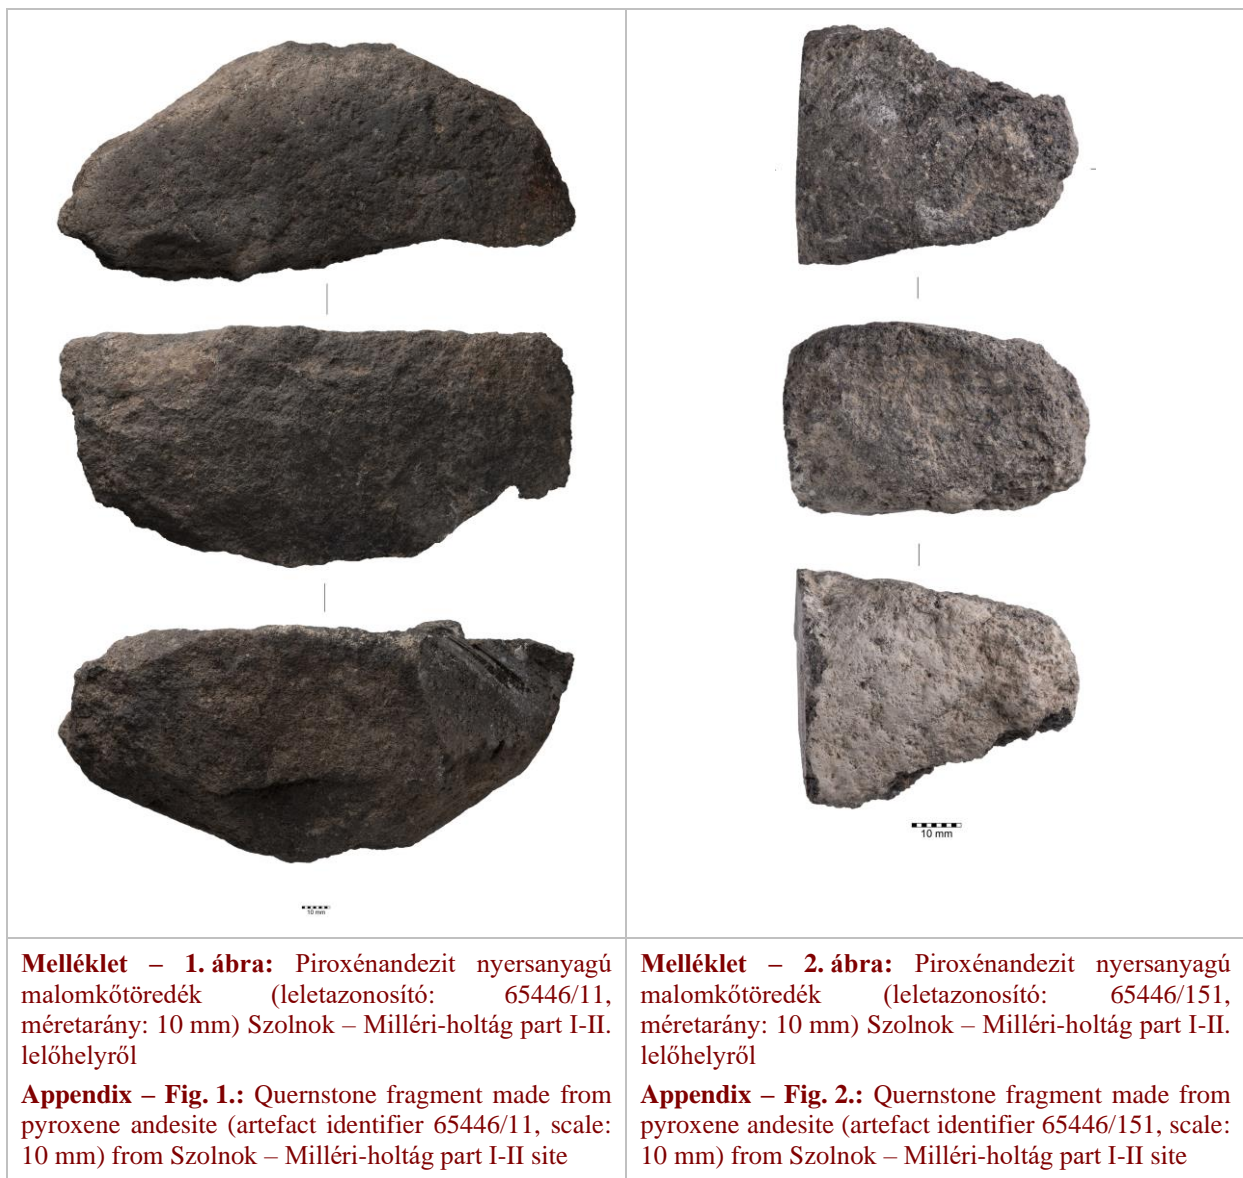 10 mm
10 mm
Melléklet – 1. ábra: Piroxénandezit nyersanyagú
malomkőtöredék (leletazonosító: 65446/11,
méretarány: 10 mm) Szolnok – Milléri-holtág part I-II.
lelőhelyről
Appendix – Fig. 1.: Quernstone fragment made from
pyroxene andesite (artefact identifier 65446/11, scale:
10 mm) from Szolnok – Milléri-holtág part I-II site
Melléklet – 2. ábra: Piroxénandezit nyersanyagú
malomkőtöredék (leletazonosító: 65446/151,
méretarány: 10 mm) Szolnok – Milléri-holtág part I-II.
lelőhelyről
Appendix – Fig. 2.: Quernstone fragment made from
pyroxene andesite (artefact identifier 65446/151, scale:
10 mm) from Szolnok – Milléri-holtág part I-II site